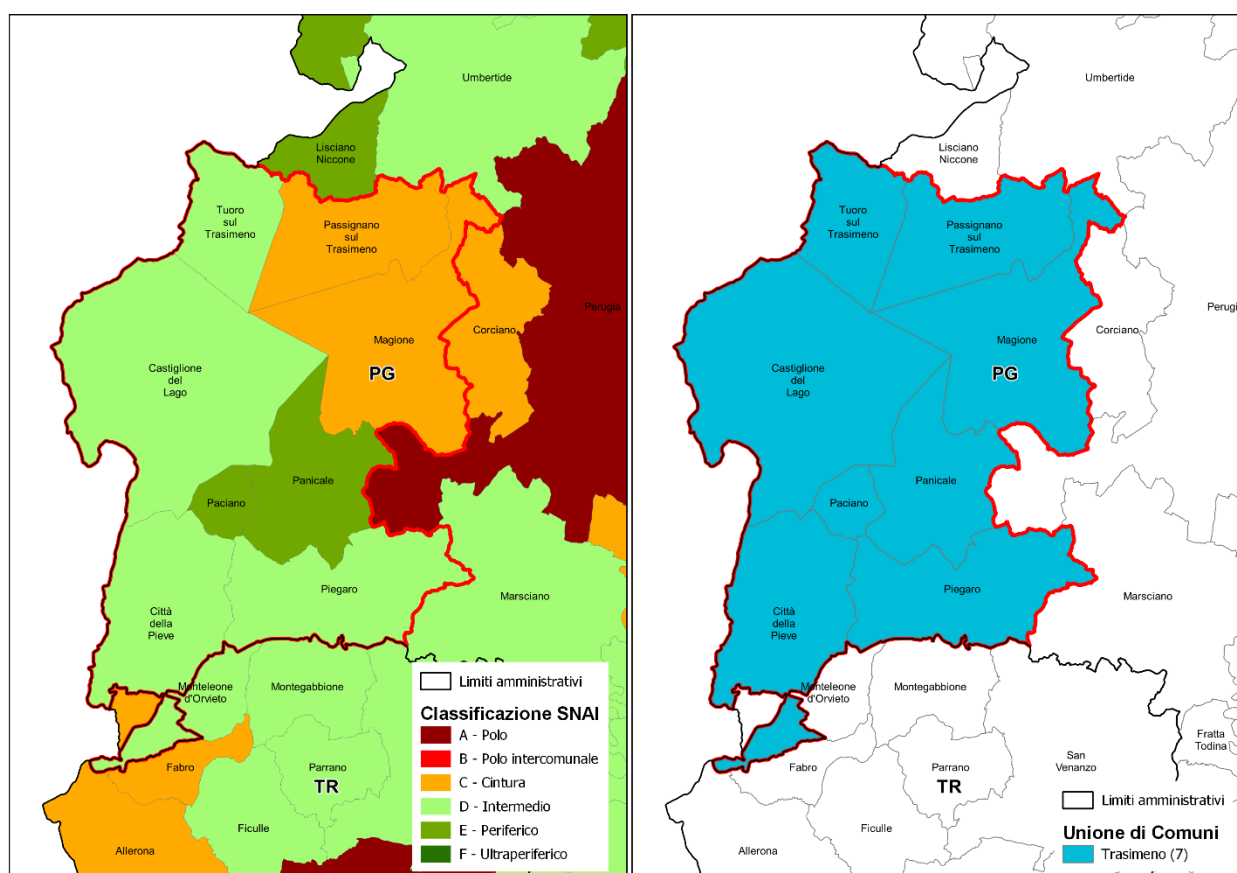 Umbertide
Lisciano
Niccone
Tuoro
sul
Trasimeno
Passignano
sul
Trasimeno
Perugia
Corciano
Magione
PG
Castiglione
del
Lago
Panicale
Paciano
Piegaro
Marsciano
Città
della
Pieve
Monteleone
d'Orvieto
Montegabbione
Fabro
Parrano
TR
Ficulle
Allerona
Limiti amministrativi
Classificazione SNAI
A - Polo
B - Polo intercomunale
C - Cintura
D - Intermedio
E - Periferico
F - Ultraperiferico
Umbertide
Lisciano
Niccone
Tuoro
sul
Trasimeno
Passignano
sul
Trasimeno
Perugi
Corciano
Magione
PG
Castiglione
del
Lago
Panicale
Paciano
Piegaro
Marsciano
Città
della
Pieve
Monteleone
d'Orvieto
Montegabbione
Fratta
Todina
San
Venanzo
Fabro
Parrano
TR
Ficulle
Allerona
Limiti amministrativi
Unione di Comuni
Trasimeno (7)